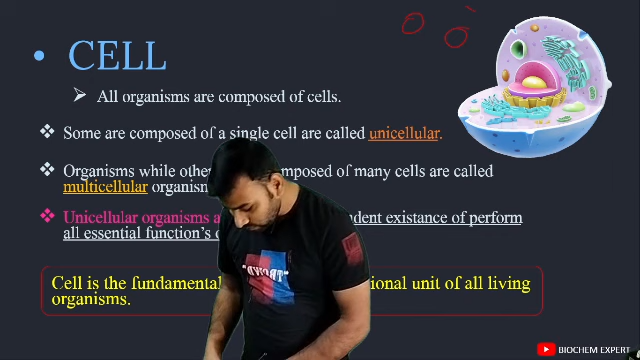 CELL
All organisms are composed of cells.
Some are composed of a single cell are called unicellular.
Organisms while other composed of many cells are called
multicellular organism
Unicellular organisms existance of perform
all essential function's
Cell is the fundamental unit of all living
organisms.
BIOCHEM EXPERT